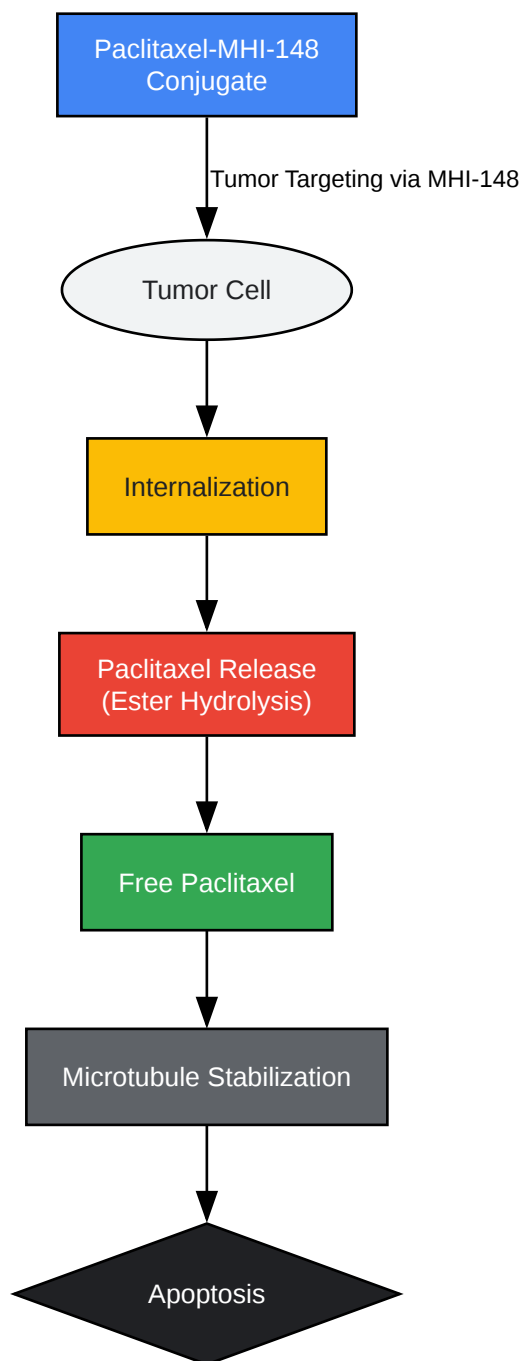 Paclitaxel-MHI-148
Conjugate
Tumor Targeting via MHI-148
Tumor Cell
Internalization
Paclitaxel Release
(Ester Hydrolysis)
Free Paclitaxel
Microtubule Stabilization
Apoptosis